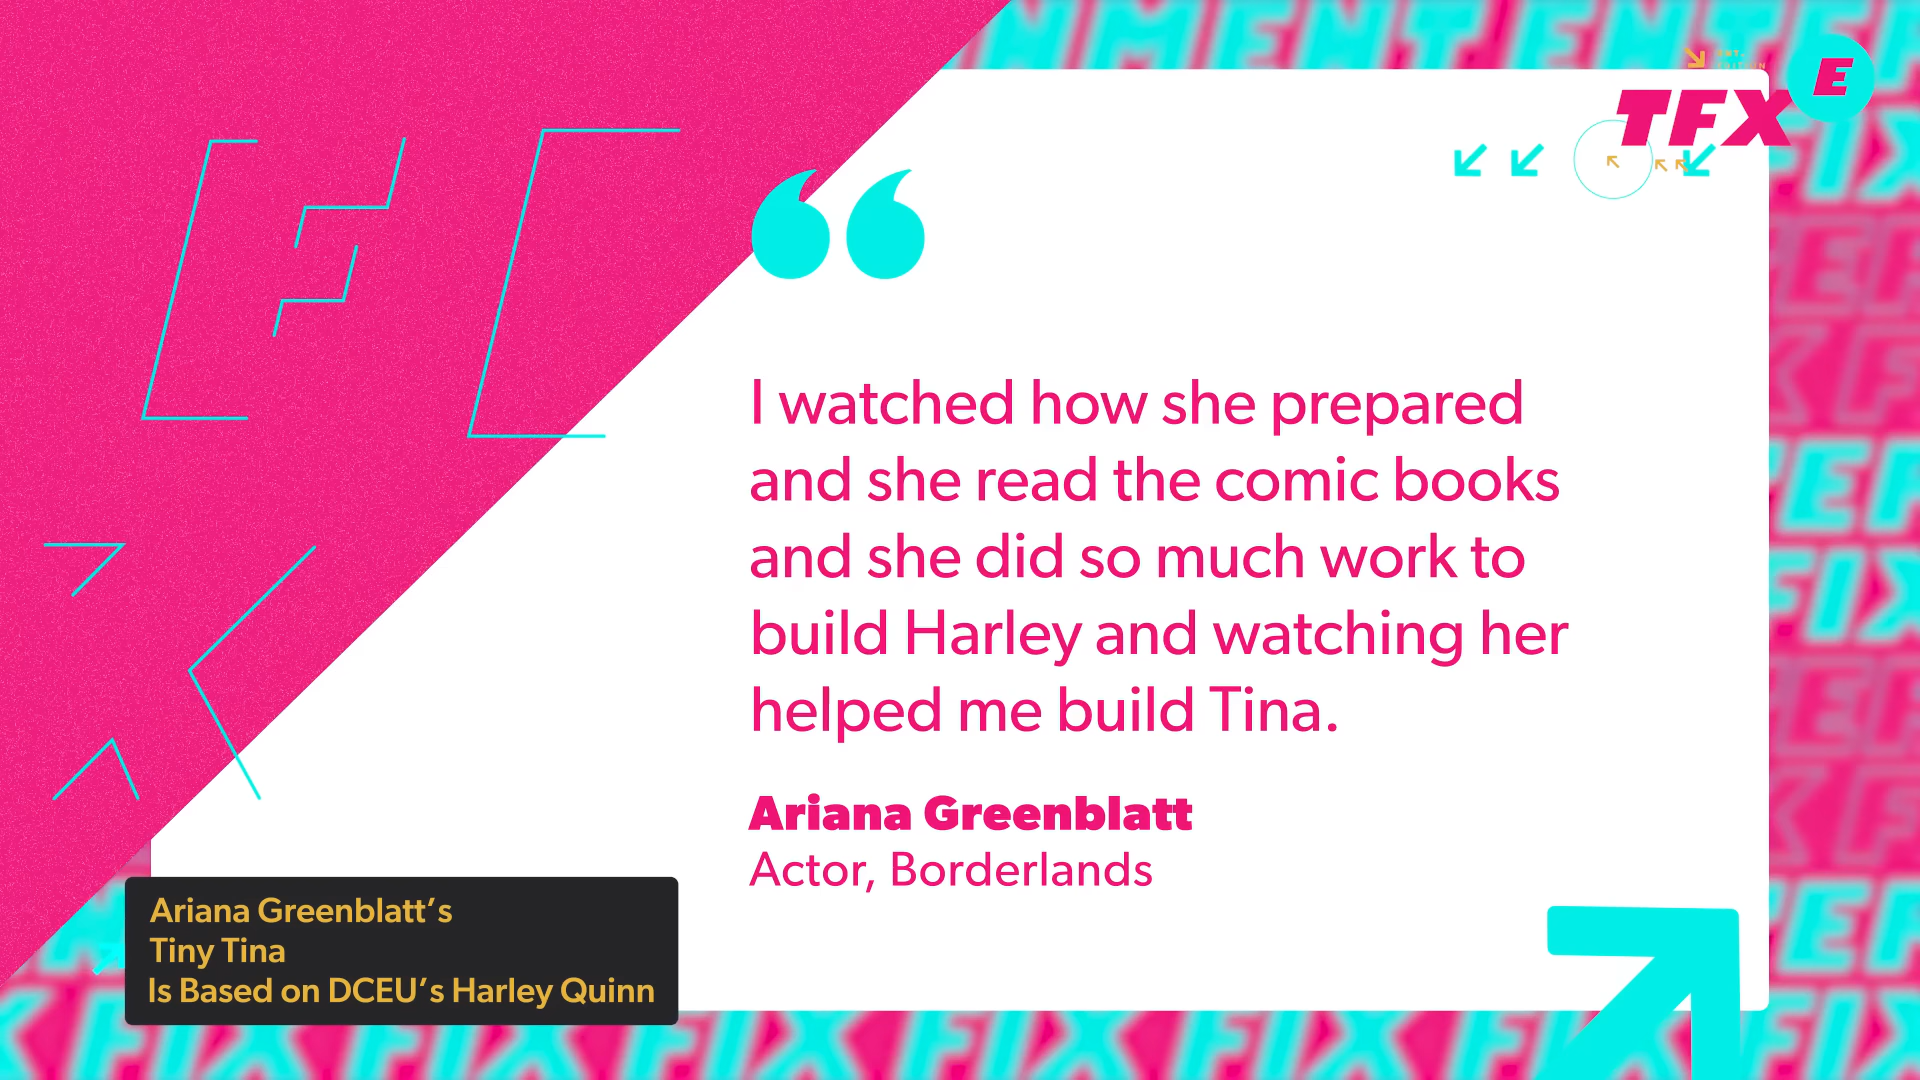 TFX
E
I watched how she prepared
and she read the comic books
and she did so much work to
build Harley and watching her
helped me build Tina.
Ariana Greenblatt
Actor, Borderlands
Ariana Greenblatt’s
Tiny Tina
Is Based on DCEU’s Harley Quinn